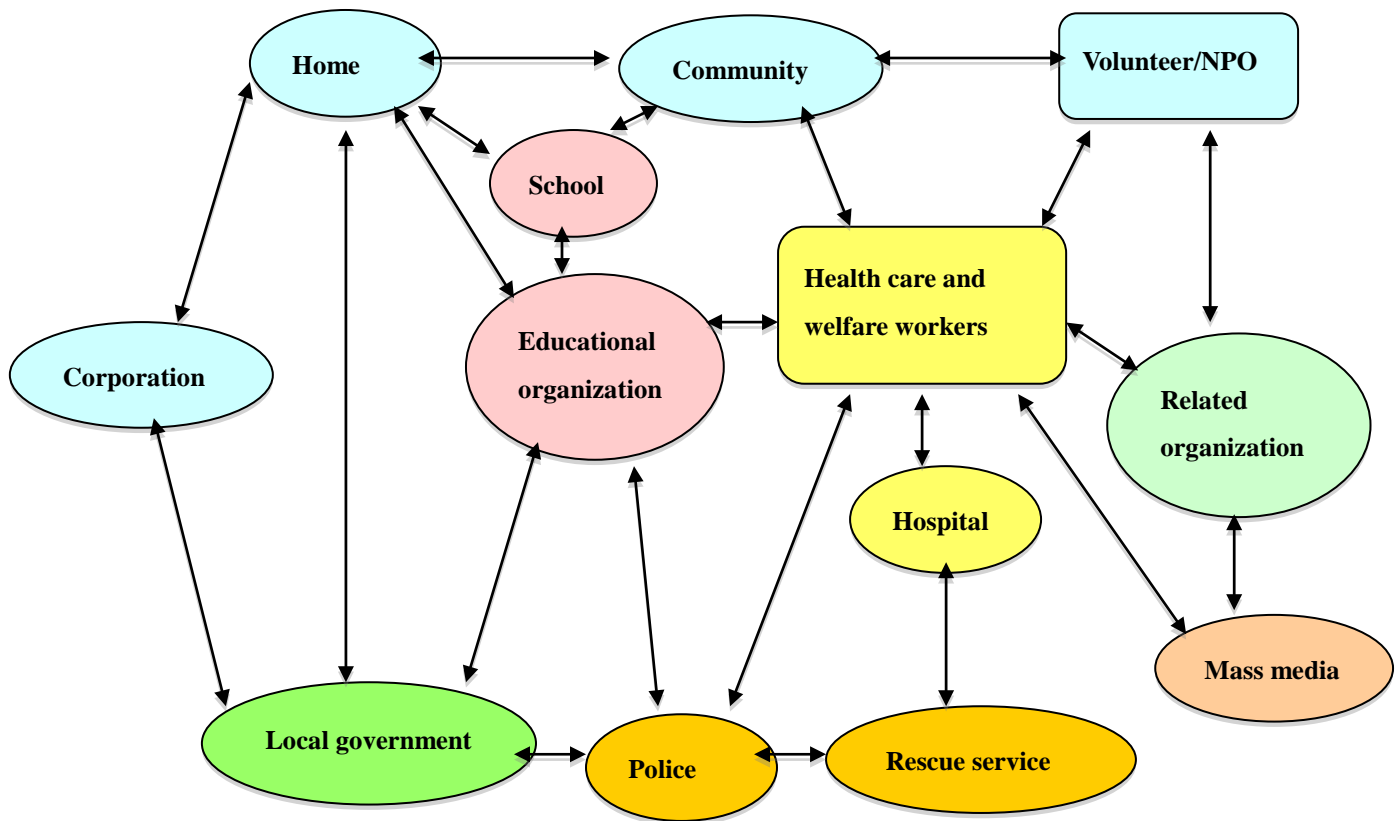 Home
Community
Volunteer/NPO
School
Health care and
welfare workers
Educational
organization
Corporation
Related
organization
Hospital
Mass media
Local government
Police
Rescue service